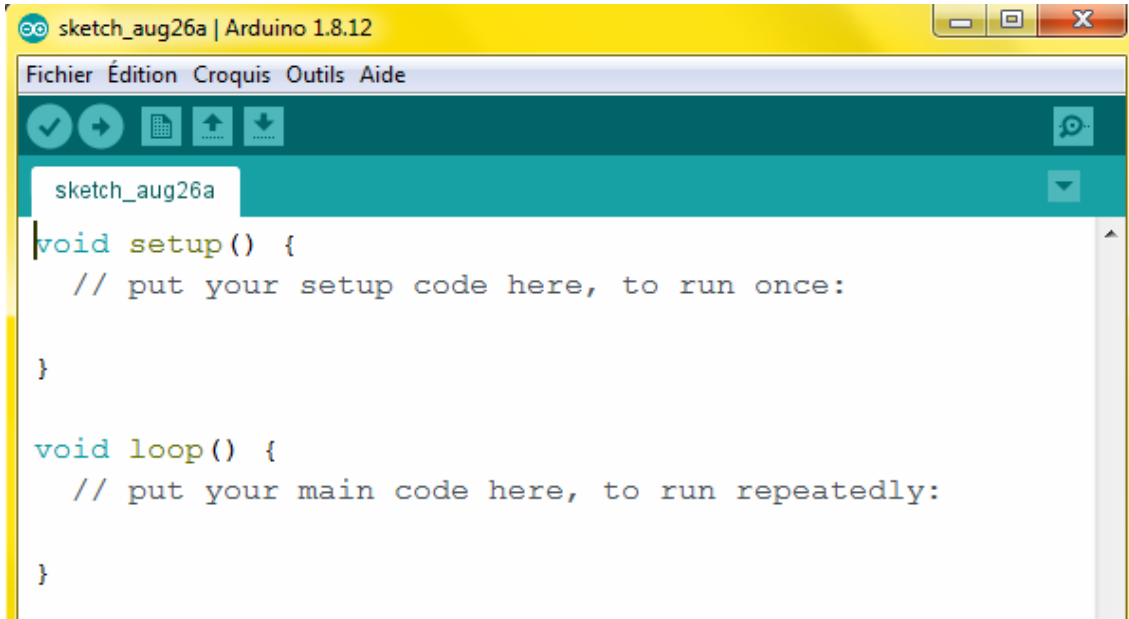 sketch_aug26a | Arduino 1.8.12
Fichier Édition Croquis Outils Aide
sketch_aug26a
void setup() {
  // put your setup code here, to run once:
}
void loop() {
  // put your main code here, to run repeatedly:
}